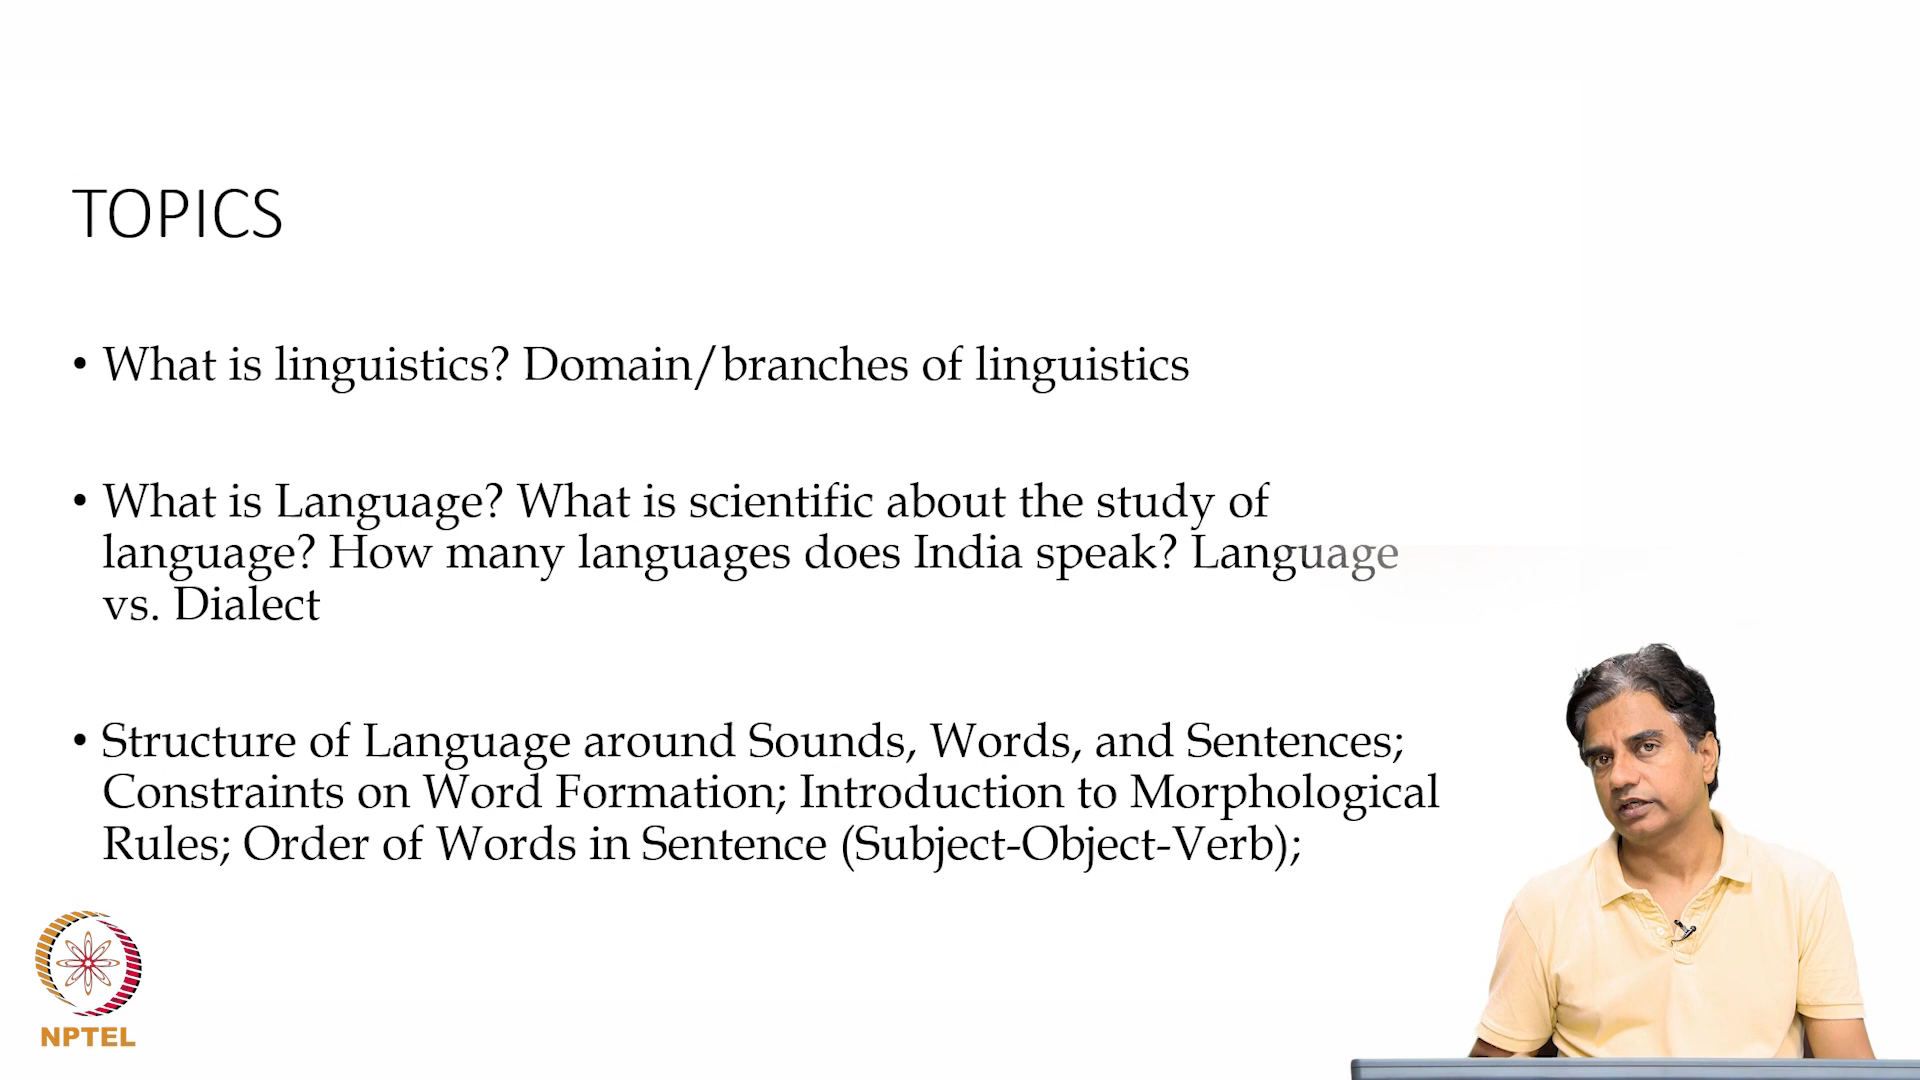 TOPICS
• What is linguistics? Domain/branches of linguistics
• What is Language? What is scientific about the study of
language? How many languages does India speak? Language
vs. Dialect
• Structure of Language around Sounds, Words, and Sentences;
Constraints on Word Formation; Introduction to Morphological
Rules; Order of Words in Sentence (Subject-Object-Verb);
NPTEL